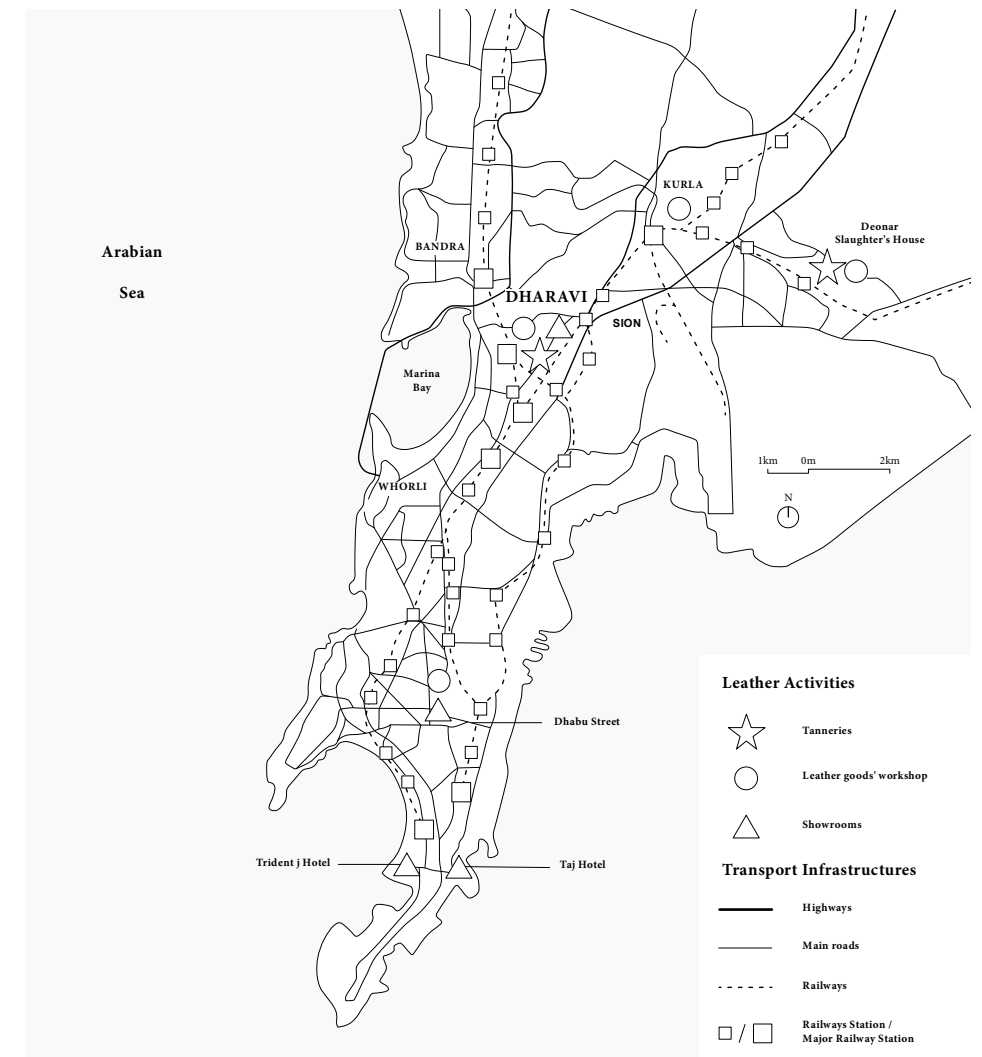 KURLA
Deonar
Slaughter's House
BANDRA
Arabian
Sea
DHARAVI
SION
Marina
Bay
1km 0m 2km
WHORLI
N
Leather Activities
Dhabu Street
Tanneries
Leather goods' workshop
Showrooms
Trident j Hotel
Taj Hotel
Transport Infrastructures
Highways
Main roads
Railways
/
Railways Station /
Major Railway Station